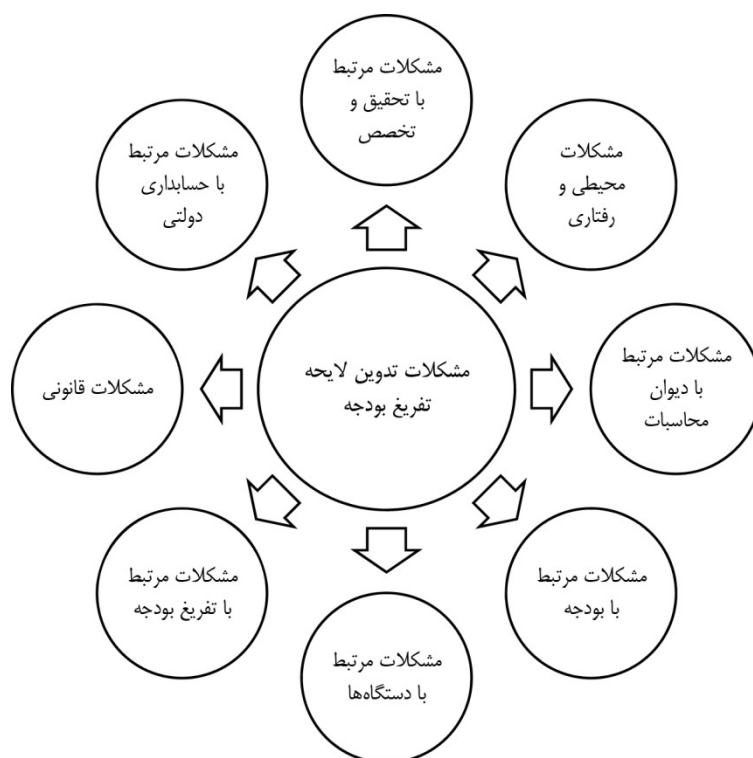 مشکلات مرتبط
با تحقیق و
تخصص
مشکلات
محیطی و
رفتاری
مشکلات مرتبط
با حسابداری
دولتی
مشکلات مرتبط
با دیوان
محاسبات
مشکلات تدوین لایحه
تفریغ بودجه
مشکلات قانونی
مشکلات مرتبط
با بودجه
مشکلات مرتبط
با تفریغ بودجه
مشکلات مرتبط
با دستگاه‌ها